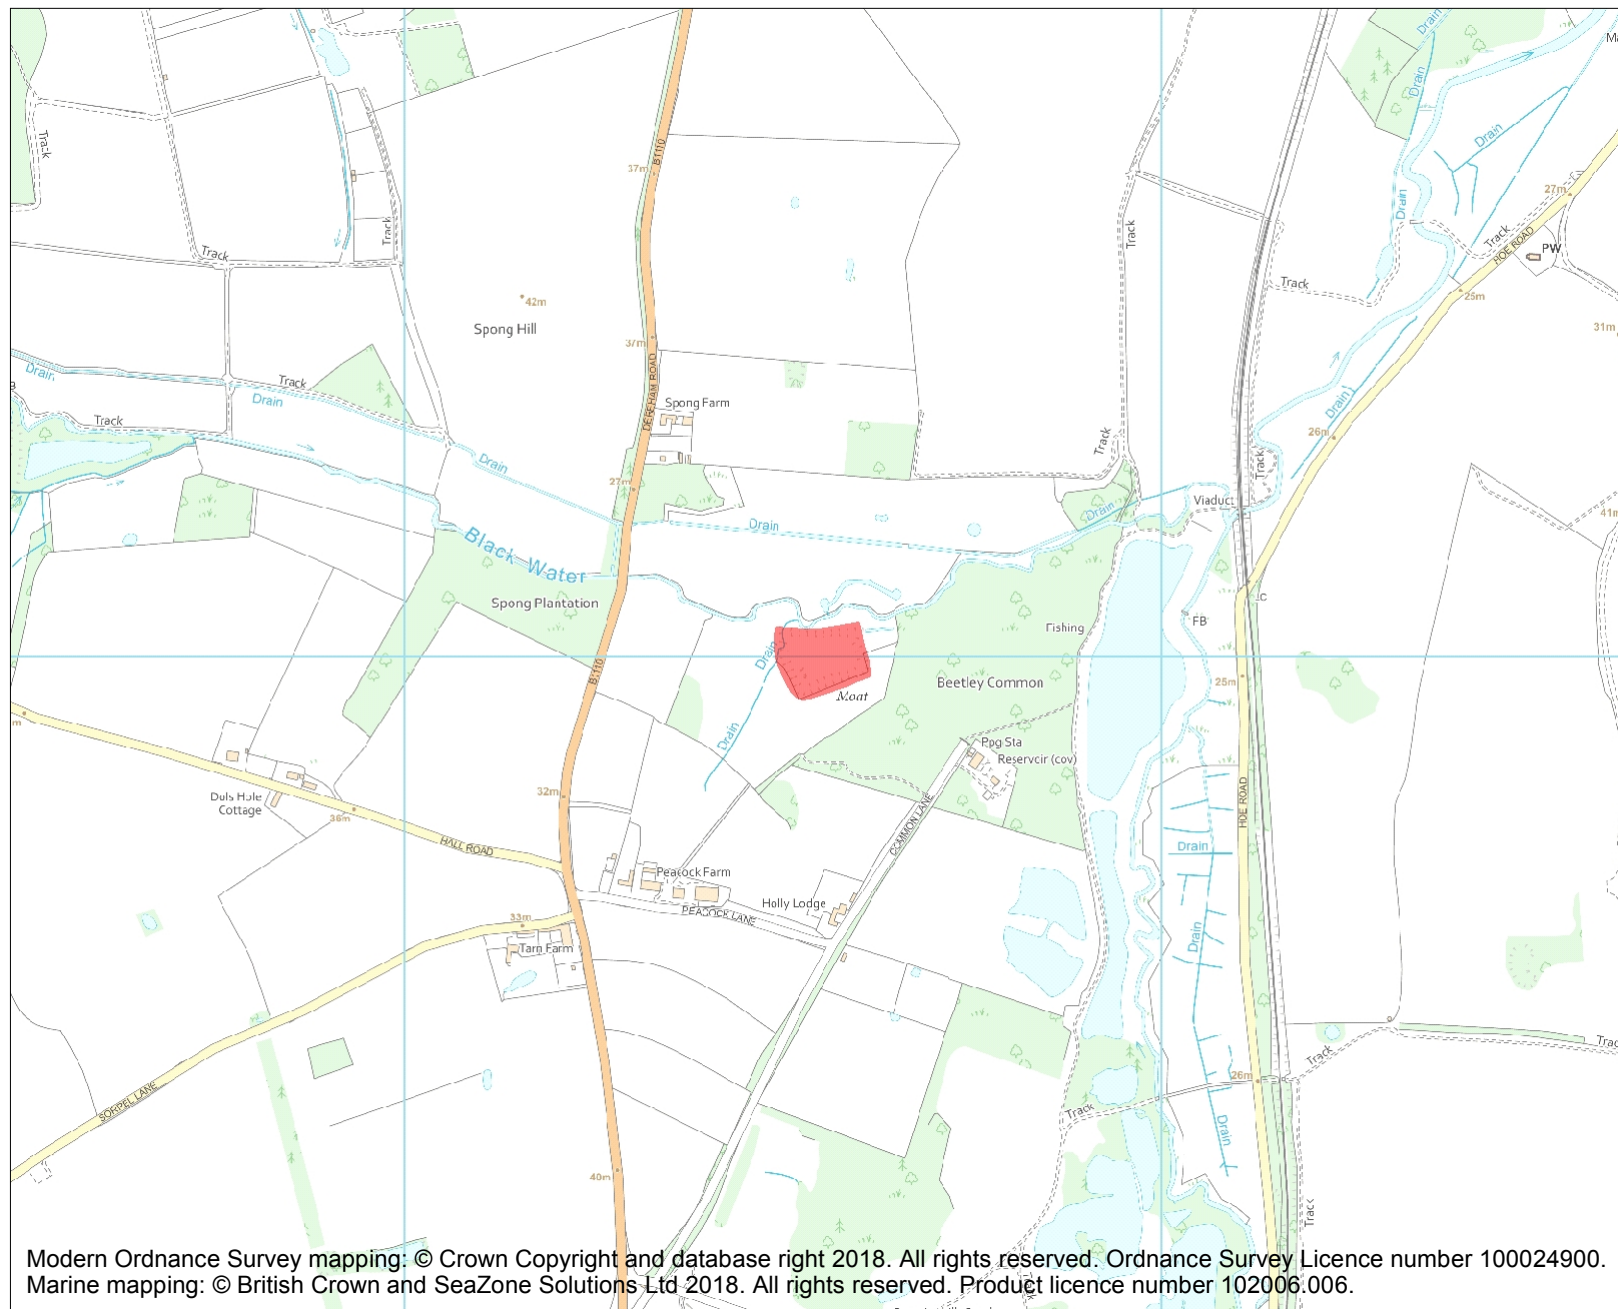 Drain
Ma
Drain
Drain
B1110
Track
37m
27m
Drain
Track
Track
Track
HOE ROAD
PW
Track
Track
25m
42m
Spong Hill
31m
37m
Drain
Track
Drain
DEREHAM ROAD
Spong Farm
Drain
Track
26m
Track
Track
Drain
27m
Viaduct
Drain
Drain
41m
Black Water
Spong Plantation
LC
FB
Fishing
Drain
B1110
25m
Beetley Common
Moat
m
Drain
Ppg Sta
Reservoir (cov)
32m
Duls Hole
Cottage
36m
HOE ROAD
COMMON LANE
HALL ROAD
Drain
Peacock Farm
Holly Lodge
PEACOCK LANE
33m
Tarn Farm
Drain
Track
Trac
26m
SORPEL LANE
Track
Drain
40m
Track
Modern Ordnance Survey mapping: © Crown Copyright and database right 2018. All rights reserved. Ordnance Survey Licence number 100024900.
Marine mapping: © British Crown and SeaZone Solutions Ltd 2018. All rights reserved. Product licence number 102006.006.